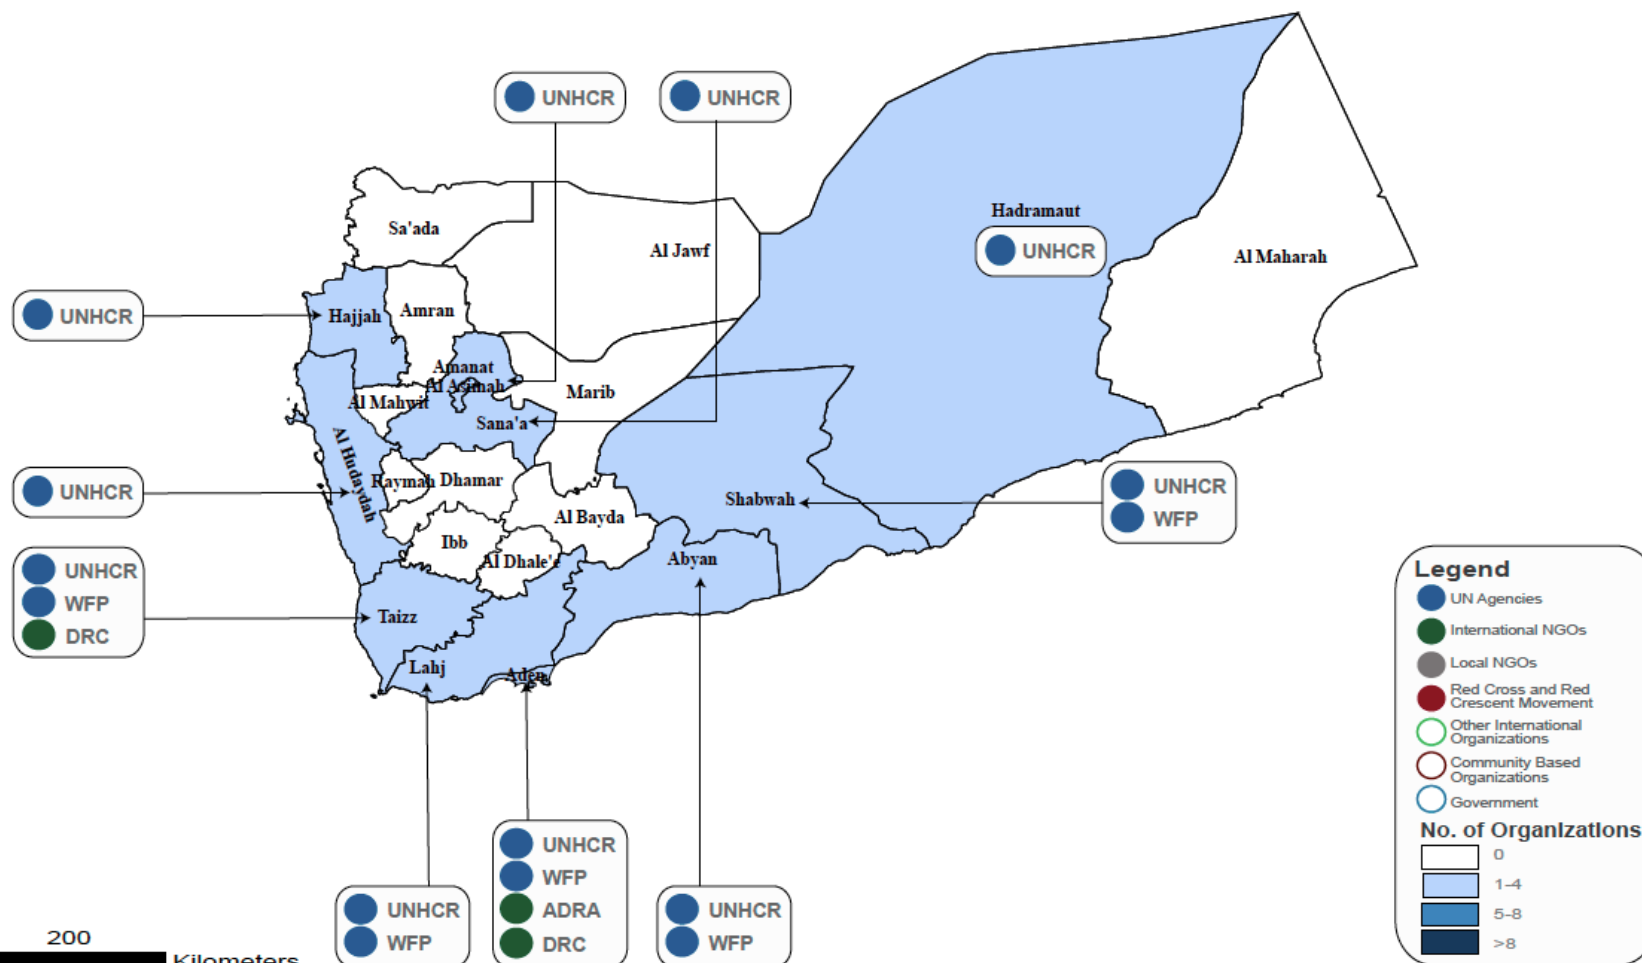 UNHCR
UNHCR
Hadramaut
UNHCR
Sa'ada
Al Jawf
Al Maharah
UNHCR
Hajjah
Amran
Amanat
Al Asimah
Marib
Al Mahwit
Sana'a
Al Hudaydah
UNHCR
Raymah
Dhamar
Shabwah
UNHCR
WFP
Al Bayda
Ibb
Al Dhale'e
Abyan
UNHCR
WFP
DRC
Taizz
Lahj
Aden
UNHCR
WFP
UNHCR
WFP
ADRA
DRC
UNHCR
WFP
200
Kilometers
Legend
UN Agencies
International NGOs
Local NGOs
Red Cross and Red
Crescent Movement
Other International
Organizations
Community Based
Organizations
Government
No. of Organizations
0
1-4
5-8
>8